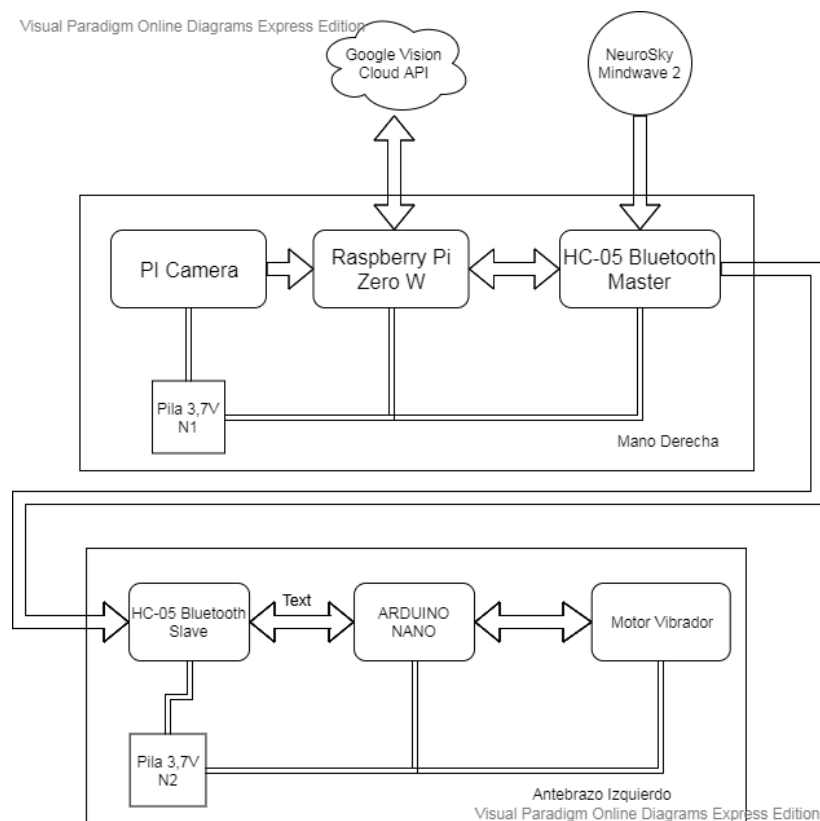 Visual Paradigm Online Diagrams Express Edition
Google Vision
Cloud API
NeuroSky
Mindwave 2
PI Camera
Raspberry Pi
Zero W
HC-05 Bluetooth
Master
Pila 3,7V
N1
Mano Derecha
HC-05 Bluetooth
Slave
Text
ARDUINO
NANO
Motor Vibrador
Pila 3,7V
N2
Antebrazo Izquierdo
Visual Paradigm Online Diagrams Express Edition